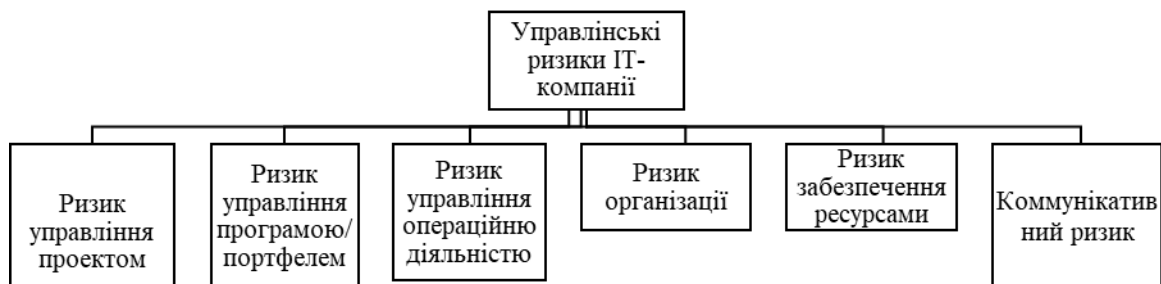 Управлінські
ризики ІТ-
компанії
Ризик
управління
проектом
Ризик
управління
програмою/
портфелем
Ризик
управління
операційню
діяльністю
Ризик
організації
Ризик
забезпечення
ресурсами
Коммунікатив
ний ризик